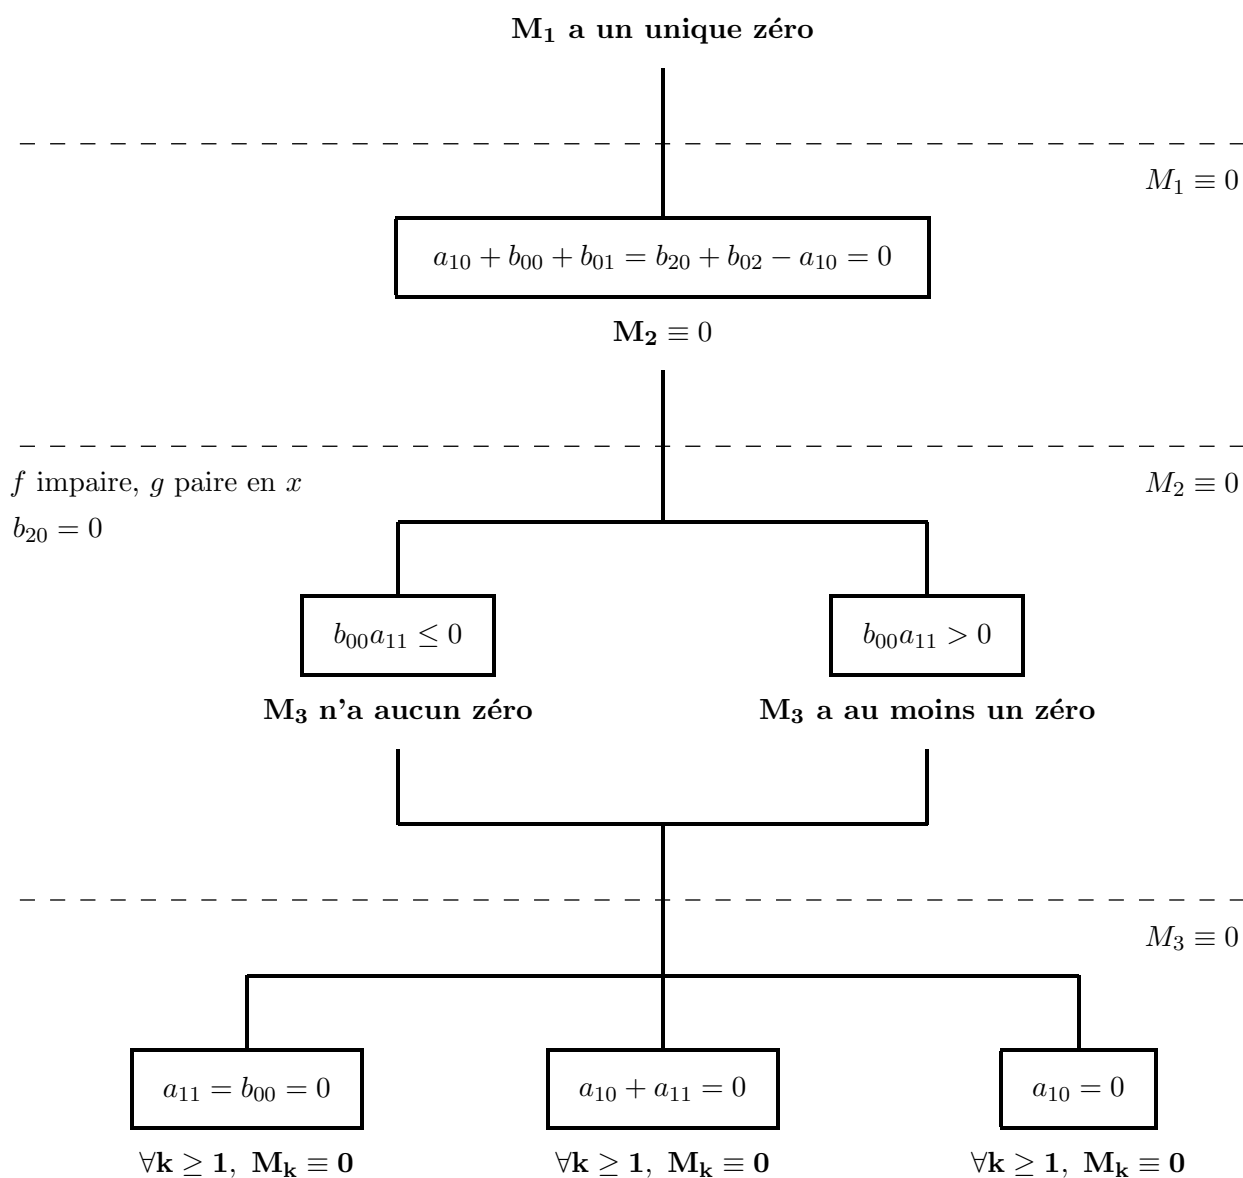 M₁ a un unique zéro
M₁ ≡ 0
a₁₀ + b₀₀ + b₀₁ = b₂₀ + b₀₂ − a₁₀ = 0
M₂ ≡ 0
f impaire, g paire en x
M₂ ≡ 0
b₂₀ = 0
b₀₀a₁₁ ≤ 0
b₀₀a₁₁ > 0
M₃ n'a aucun zéro
M₃ a au moins un zéro
M₃ ≡ 0
a₁₁ = b₀₀ = 0
a₁₀ + a₁₁ = 0
a₁₀ = 0
∀k ≥ 1, Mₖ ≡ 0
∀k ≥ 1, Mₖ ≡ 0
∀k ≥ 1, Mₖ ≡ 0